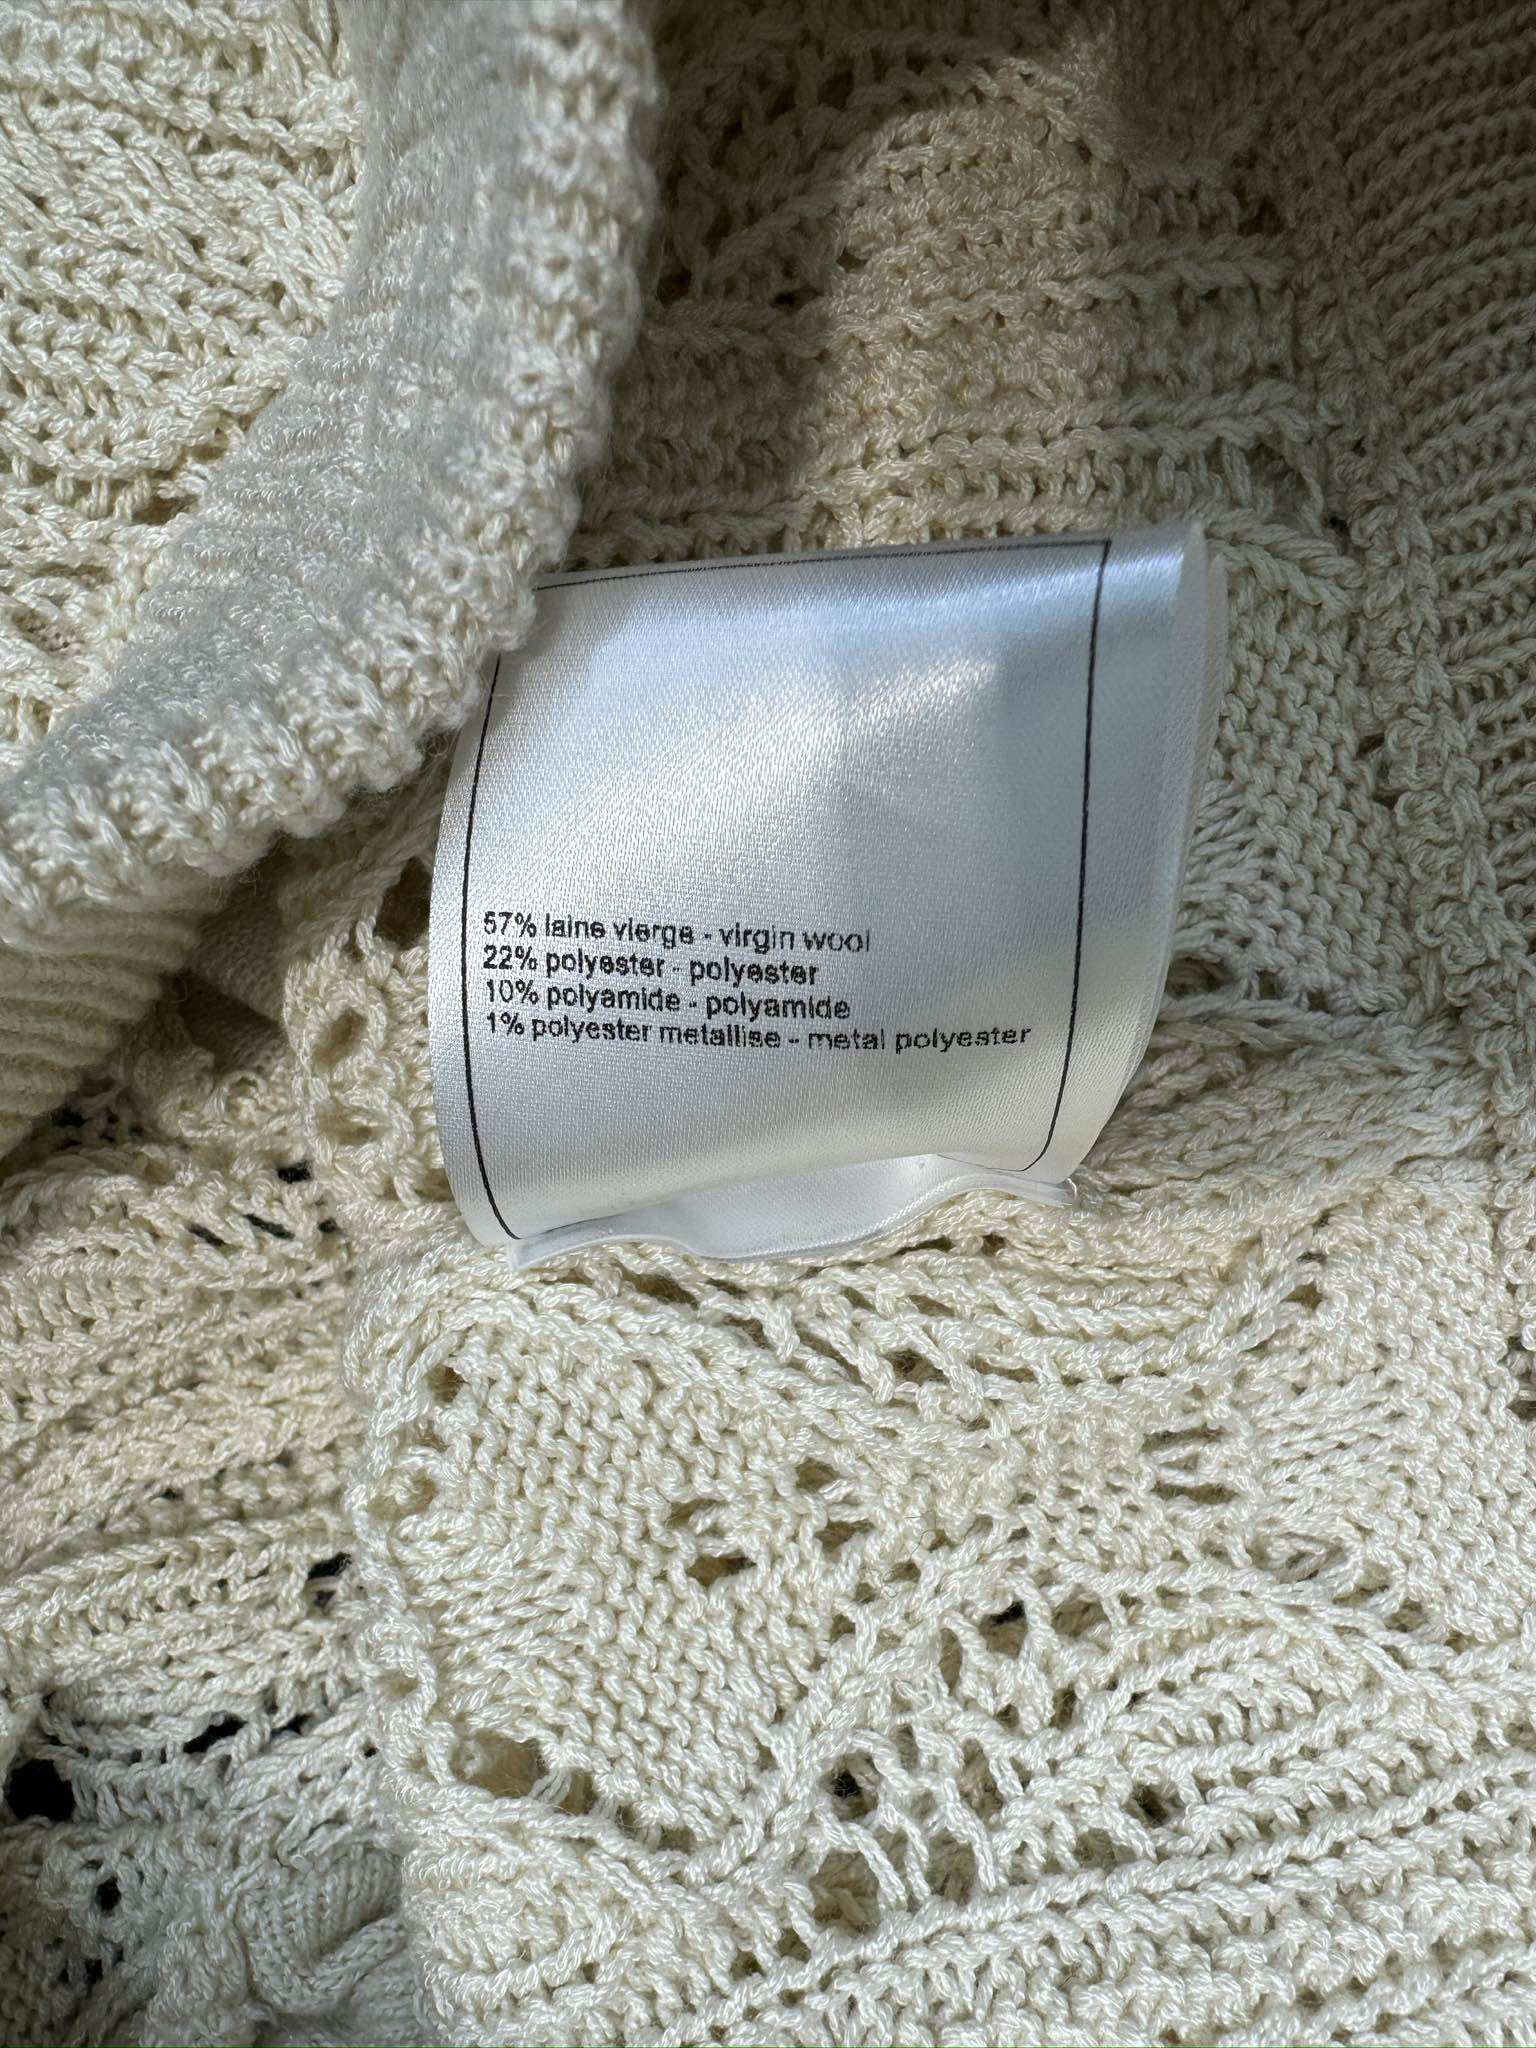 57% laine vierge - virgin wool
22% polyester - polyester
10% polyamide - polyamide
1% polyester metallise - metal polyester